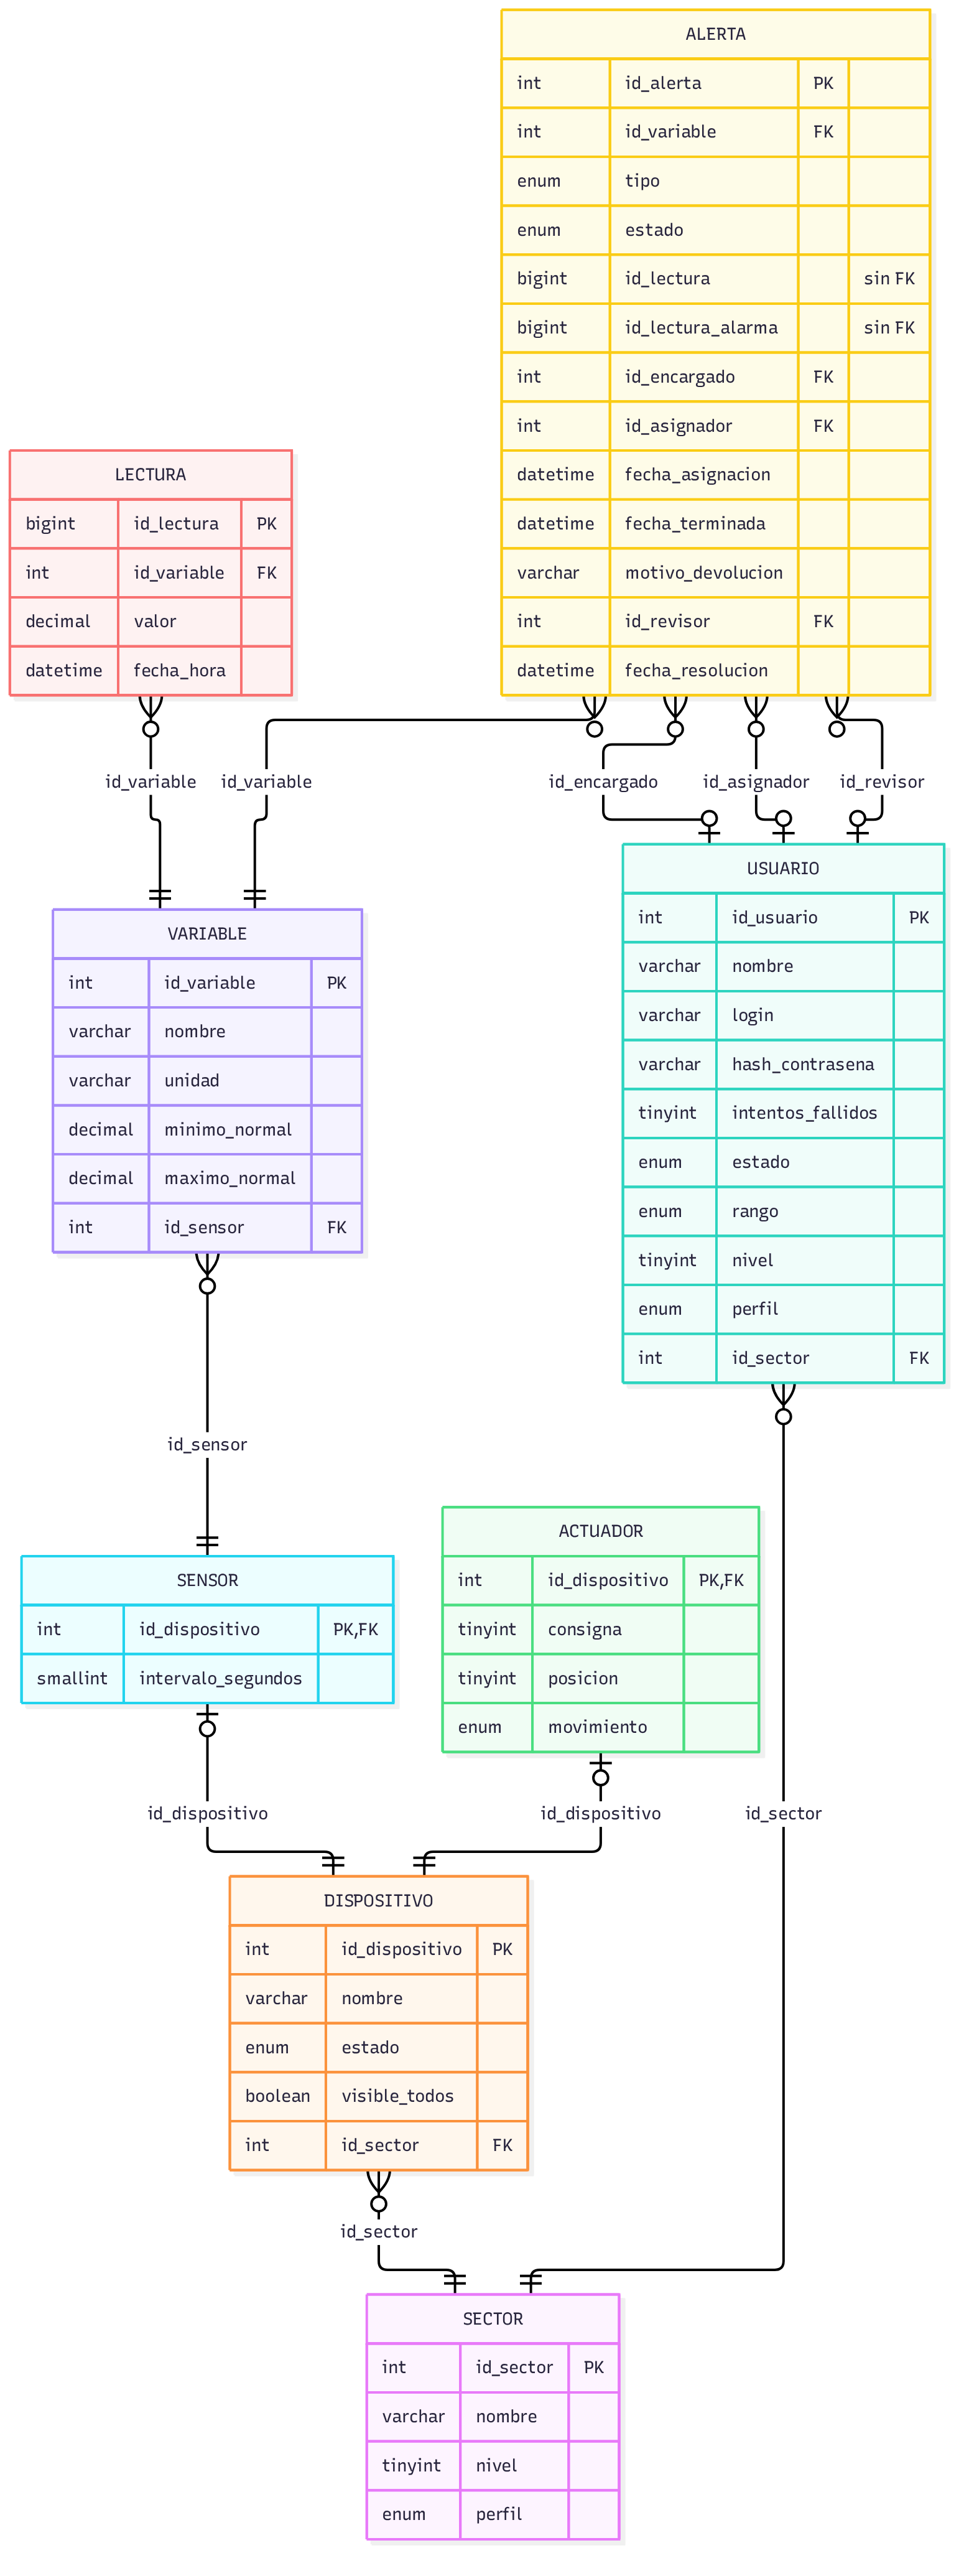 ALERTA
int id_alerta PK
int id_variable FK
enum tipo
enum estado
bigint id_lectura sin FK
bigint id_lectura_alarma sin FK
int id_encargado FK
int id_asignador FK
datetime fecha_asignacion
datetime fecha_terminada
varchar motivo_devolucion
int id_revisor FK
datetime fecha_resolucion
LECTURA
bigint id_lectura PK
int id_variable FK
decimal valor
datetime fecha_hora
id_variable id_variable id_encargado id_asignador id_revisor
USUARIO
int id_usuario PK
varchar nombre
varchar login
varchar hash_contrasena
tinyint intentos_fallidos
enum estado
enum rango
tinyint nivel
enum perfil
int id_sector FK
VARIABLE
int id_variable PK
varchar nombre
varchar unidad
decimal minimo_normal
decimal maximo_normal
int id_sensor FK
id_sensor
SENSOR
int id_dispositivo PK,FK
smallint intervalo_segundos
ACTUADOR
int id_dispositivo PK,FK
tinyint consigna
tinyint posicion
enum movimiento
id_dispositivo id_dispositivo id_sector
DISPOSITIVO
int id_dispositivo PK
varchar nombre
enum estado
boolean visible_todos
int id_sector FK
id_sector
SECTOR
int id_sector PK
varchar nombre
tinyint nivel
enum perfil